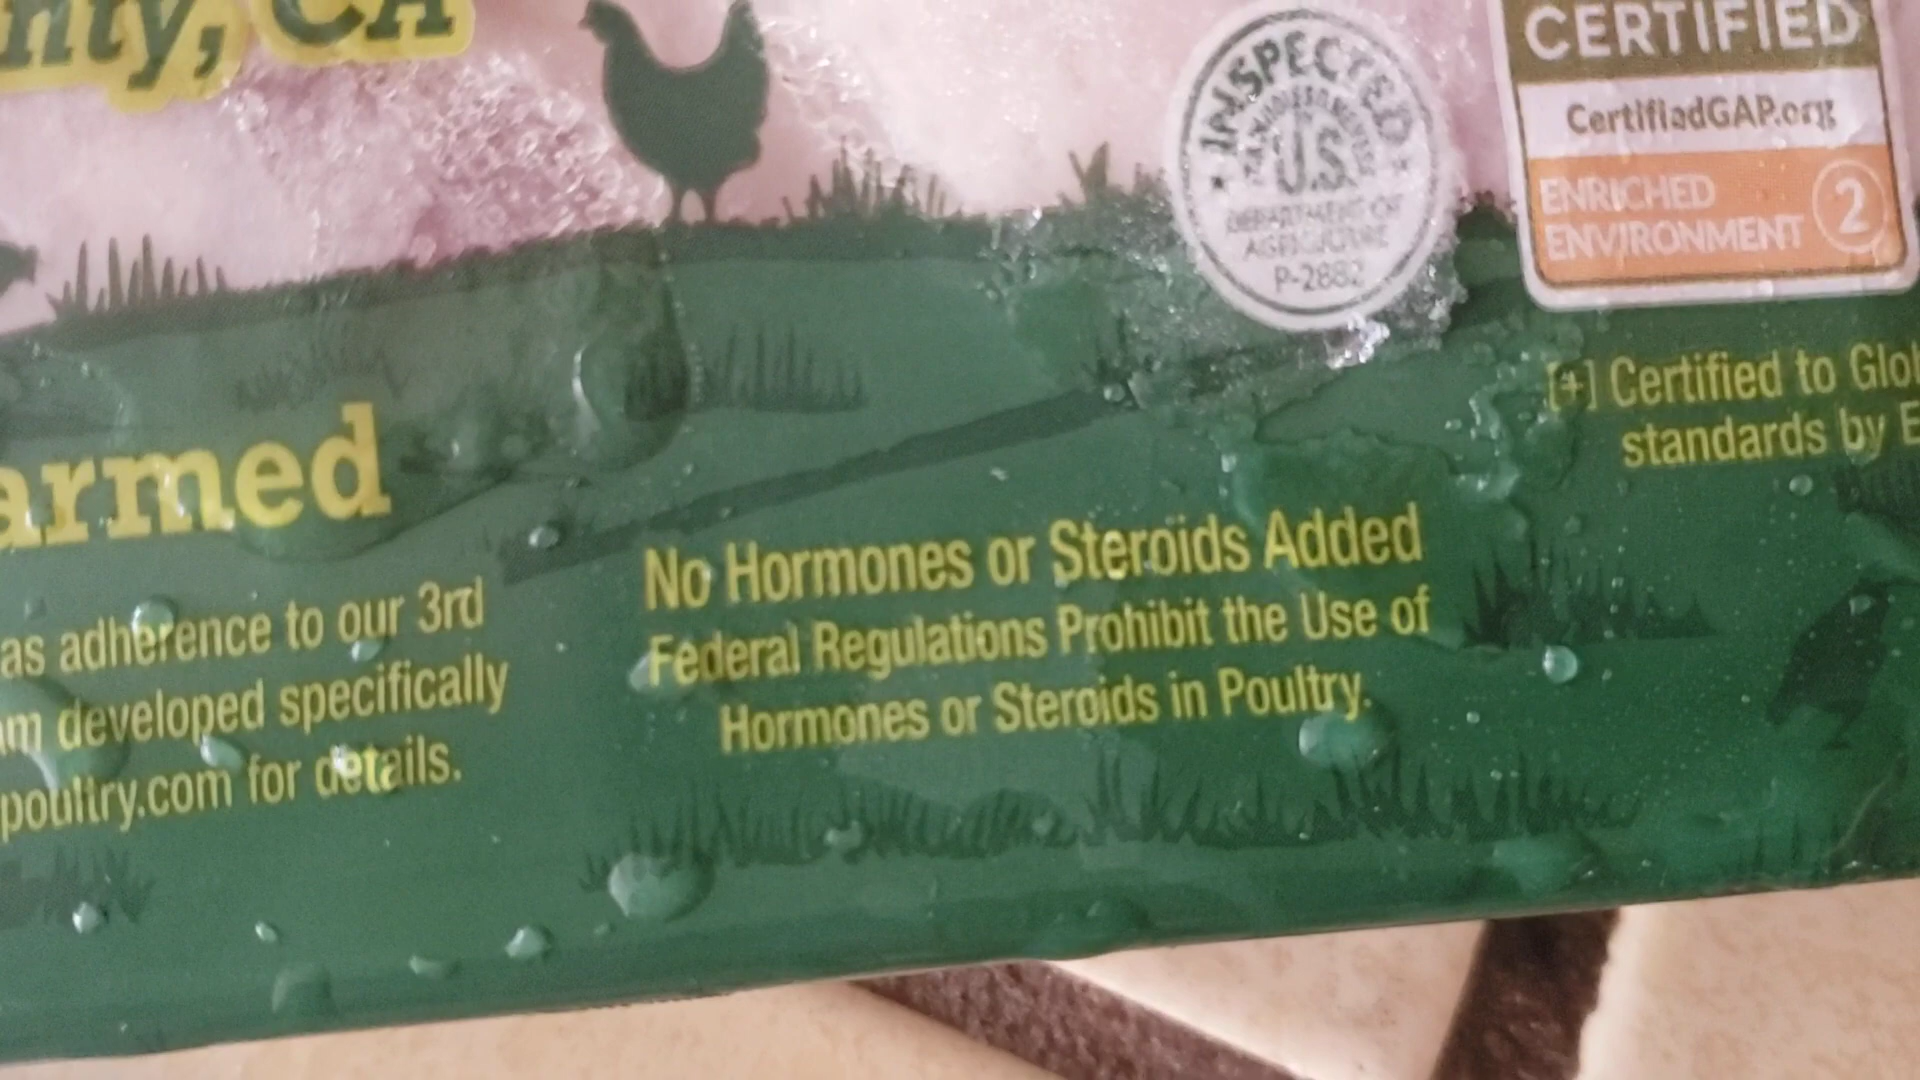 nty, CA
INSPECTED
U.S.
DEPARTMENT OF
AGRICULTURE
P-2882
CERTIFIED
CertifiadGAP.org
ENRICHED
ENVIRONMENT 2
[+] Certified to Glob
standards by E
armed
as adherence to our 3rd
am developed specifically
poultry.com for details.
No Hormones or Steroids Added
Federal Regulations Prohibit the Use of
Hormones or Steroids in Poultry.